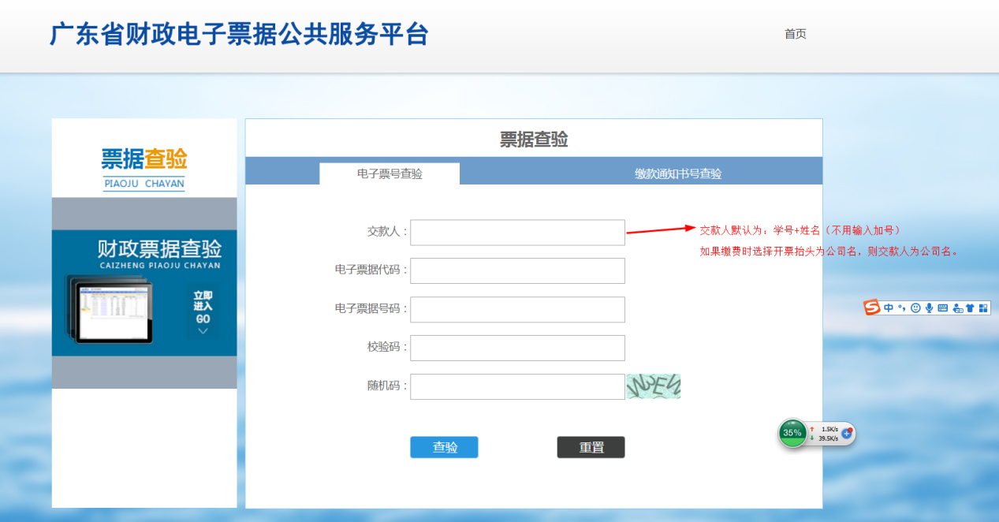 广东省财政电子票据公共服务平台
首页
票据查验
PIAOJU CHAYAN
财政票据查验
CAIZHENG PIAOJU CHAYAN
立即
进入
GO
票据查验
电子票号查验
缴款通知书号查验
交款人：
交款人默认为：学号+姓名（不用输入加号）
如果缴费时选择开票抬头为公司名，则交款人为公司名。
电子票据代码：
电子票据号码：
校验码：
随机码：
查验
重置
中
35%
1.5K/s
39.5K/s